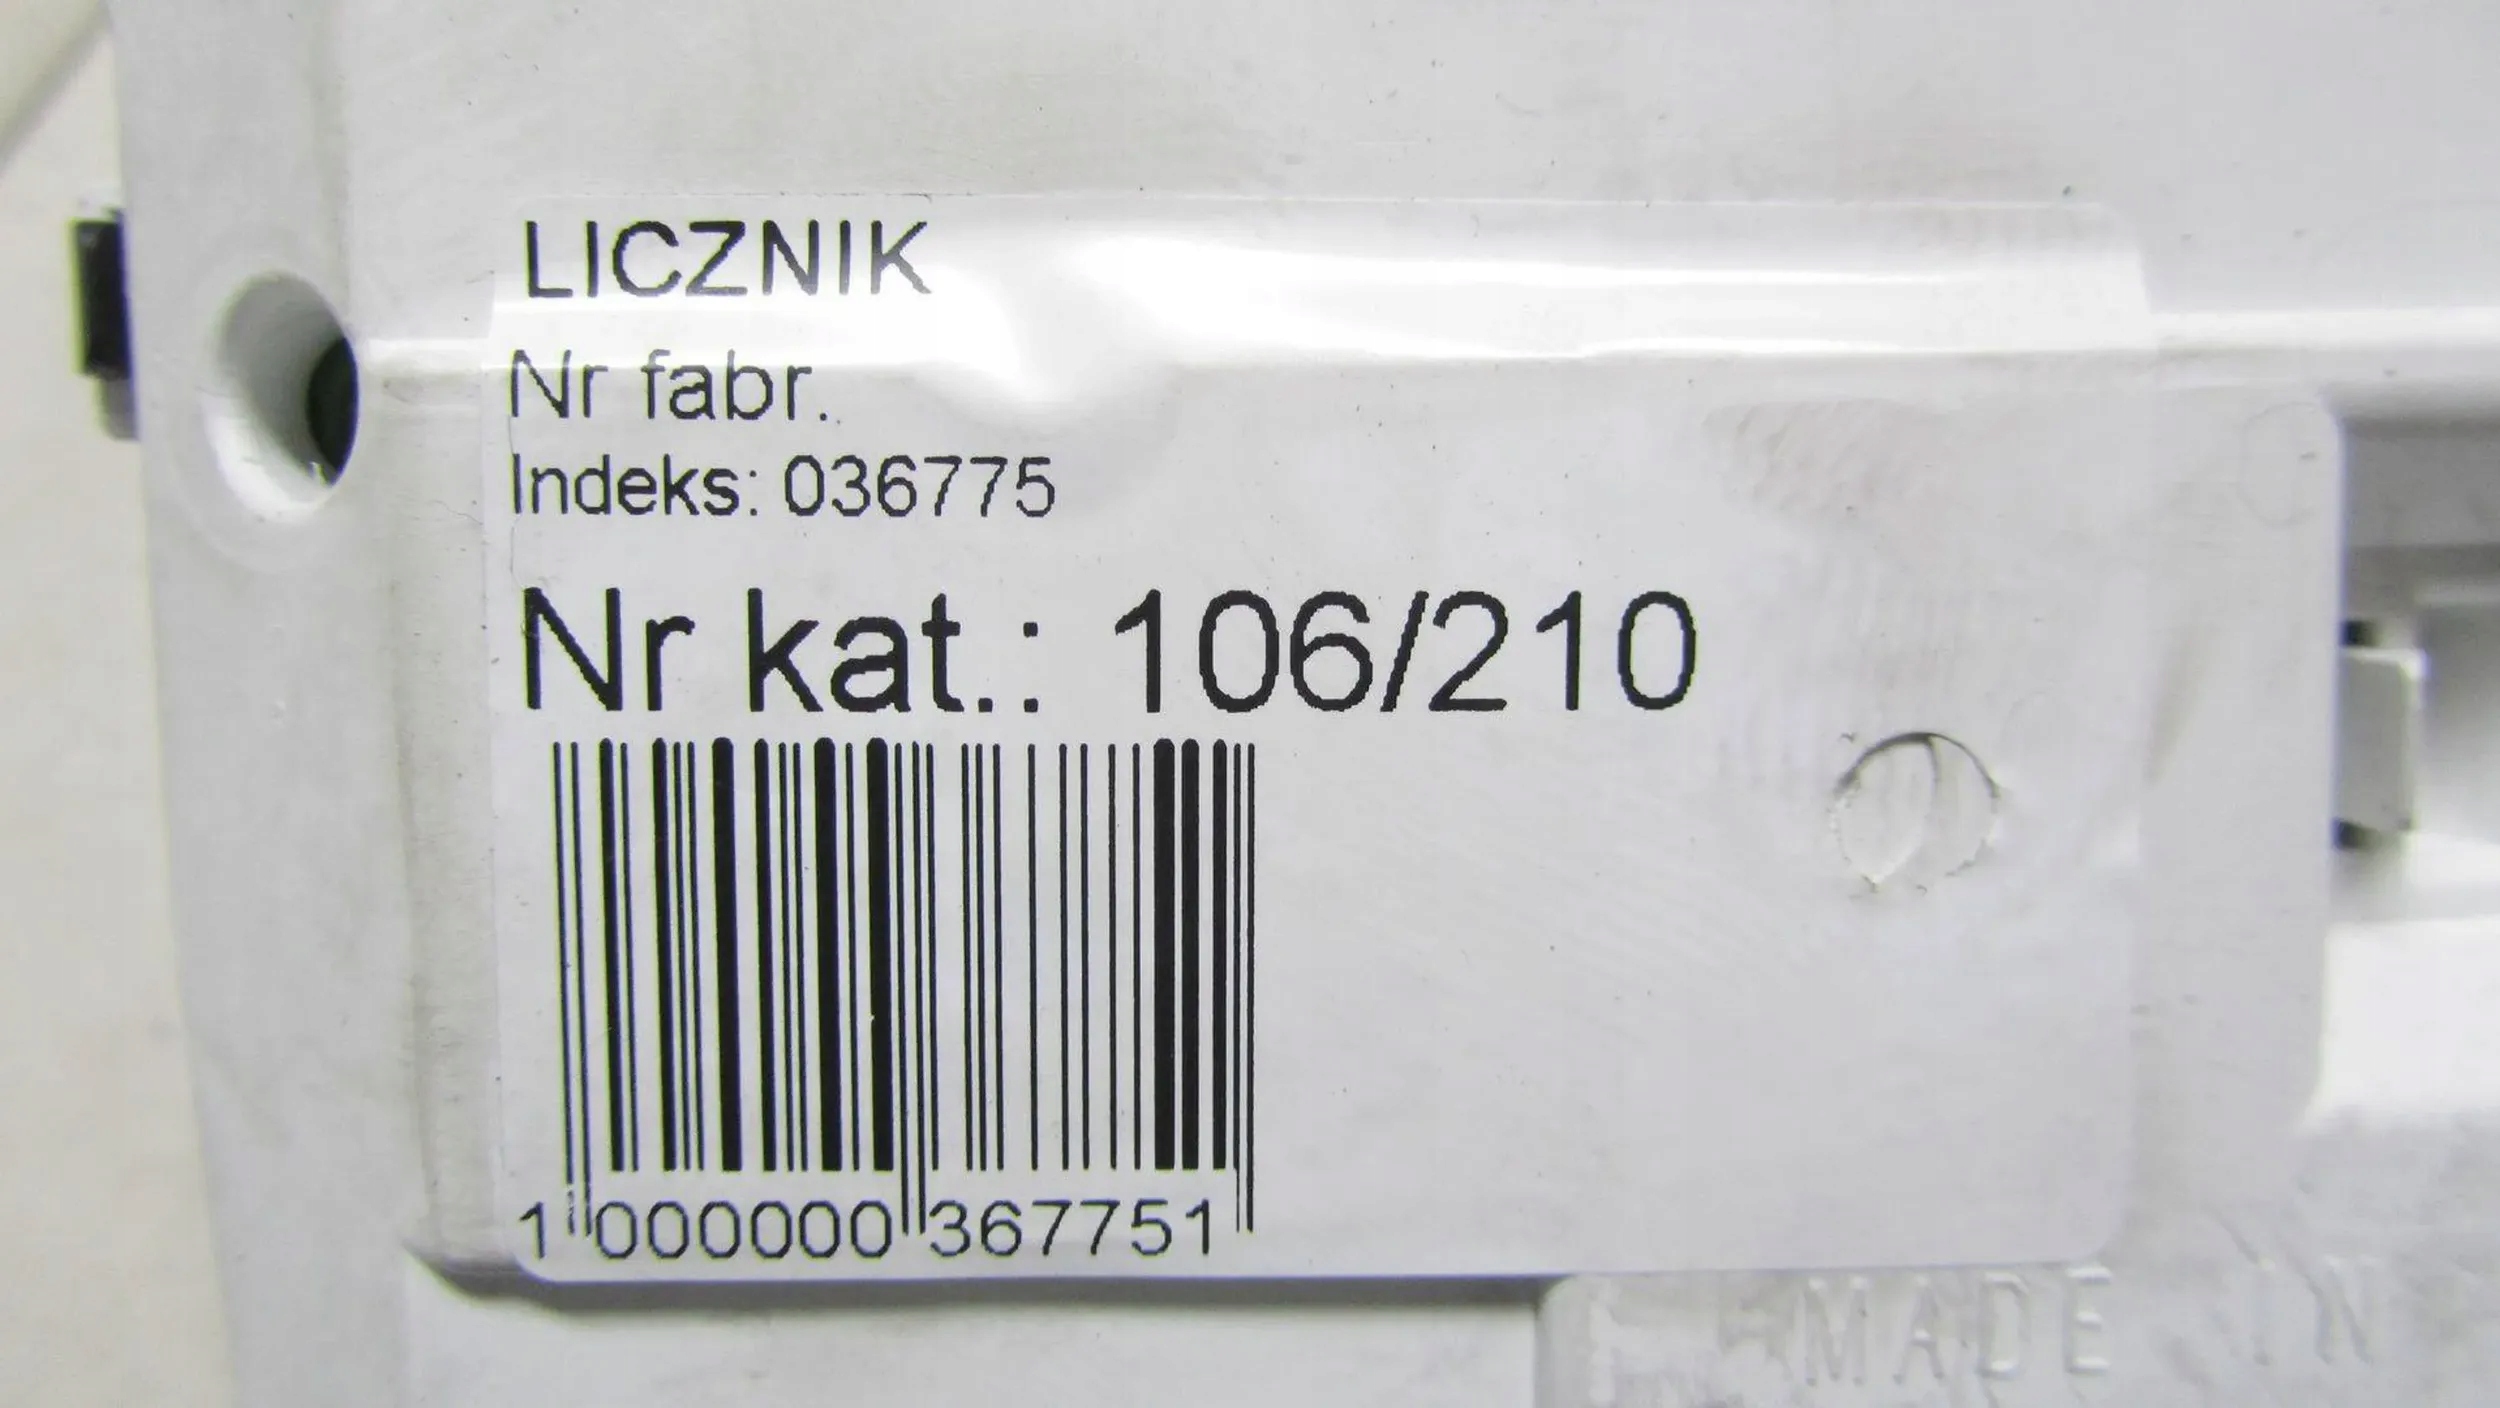 LICZNIK
Nr fabr.
Indeks: 036775
Nr kat.: 106/210
1 000000 367751
MADE IN